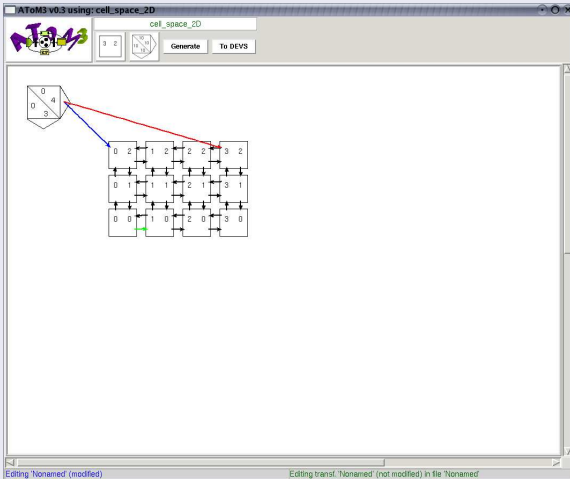 AToM3 v0.3 using: cell_space_2D
AToM3
cell_space_2D
3 2
Generate
To DEVS
0
0 4
3
0 2 1 2 2 2 3 2
0 1 1 1 2 1 3 1
0 0 1 0 2 0 3 0
Editing 'Nonamed' (modified)
Editing transf. 'Nonamed' (not modified) in file 'Nonamed'